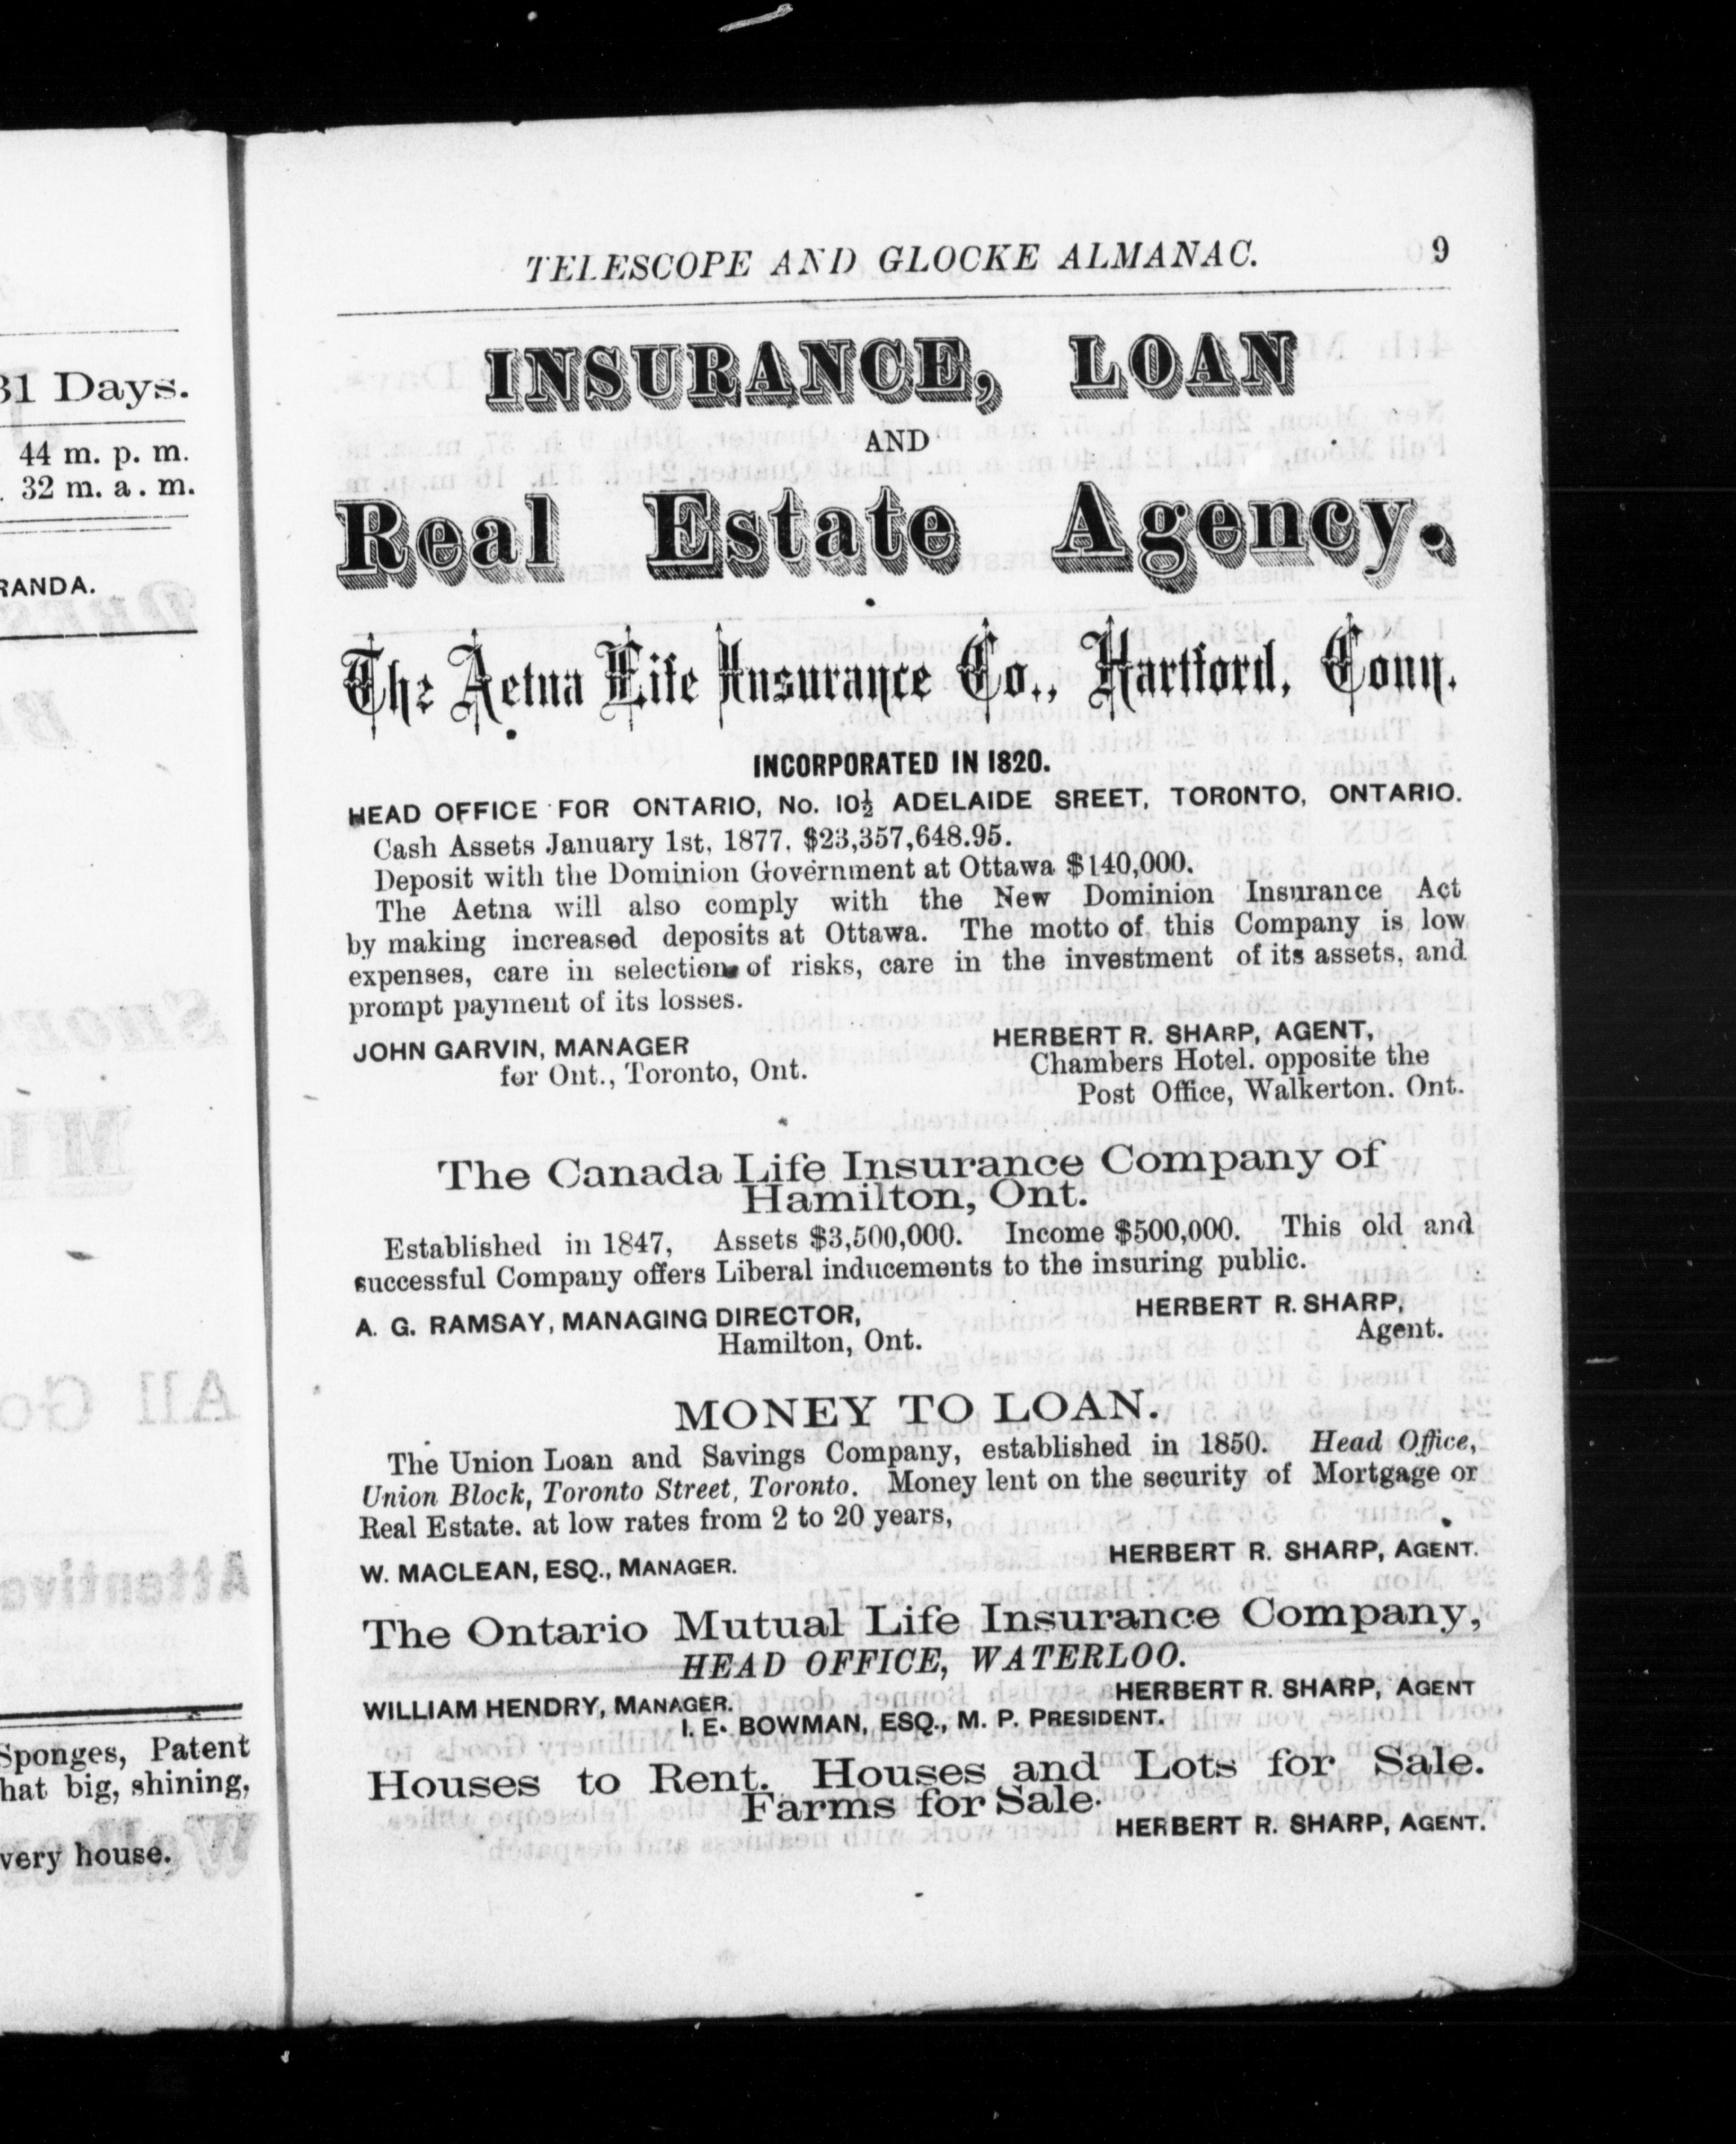 31 Days.
44 m. p. m.
32 m. a. m.
RANDA.
Sponges, Patent
hat big, shining,
very house.
TELESCOPE AND GLOCKE ALMANAC. 9
INSURANCE, LOAN
AND
Real Estate Agency.
The Aetna Life Insurance Co., Hartford, Conn.
INCORPORATED IN 1820.
HEAD OFFICE FOR ONTARIO, No. 10½ ADELAIDE SREET, TORONTO, ONTARIO.
Cash Assets January 1st, 1877, $23,357,648.95.
Deposit with the Dominion Government at Ottawa $140,000.
The Aetna will also comply with the New Dominion Insurance Act
by making increased deposits at Ottawa. The motto of this Company is low
expenses, care in selection of risks, care in the investment of its assets, and
prompt payment of its losses.
JOHN GARVIN, MANAGER
for Ont., Toronto, Ont.
HERBERT R. SHARP, AGENT,
Chambers Hotel. opposite the
Post Office, Walkerton. Ont.
The Canada Life Insurance Company of
Hamilton, Ont.
Established in 1847, Assets $3,500,000. Income $500,000. This old and
successful Company offers Liberal inducements to the insuring public.
A. G. RAMSAY, MANAGING DIRECTOR,
Hamilton, Ont.
HERBERT R. SHARP,
Agent.
MONEY TO LOAN.
The Union Loan and Savings Company, established in 1850. Head Office,
Union Block, Toronto Street, Toronto. Money lent on the security of Mortgage or
Real Estate. at low rates from 2 to 20 years,
W. MACLEAN, ESQ., MANAGER. HERBERT R. SHARP, AGENT.
The Ontario Mutual Life Insurance Company,
HEAD OFFICE, WATERLOO.
WILLIAM HENDRY, MANAGER. HERBERT R. SHARP, AGENT
I. E. BOWMAN, ESQ., M. P. PRESIDENT.
Houses to Rent. Houses and Lots for Sale.
Farms for Sale.
HERBERT R. SHARP, AGENT.